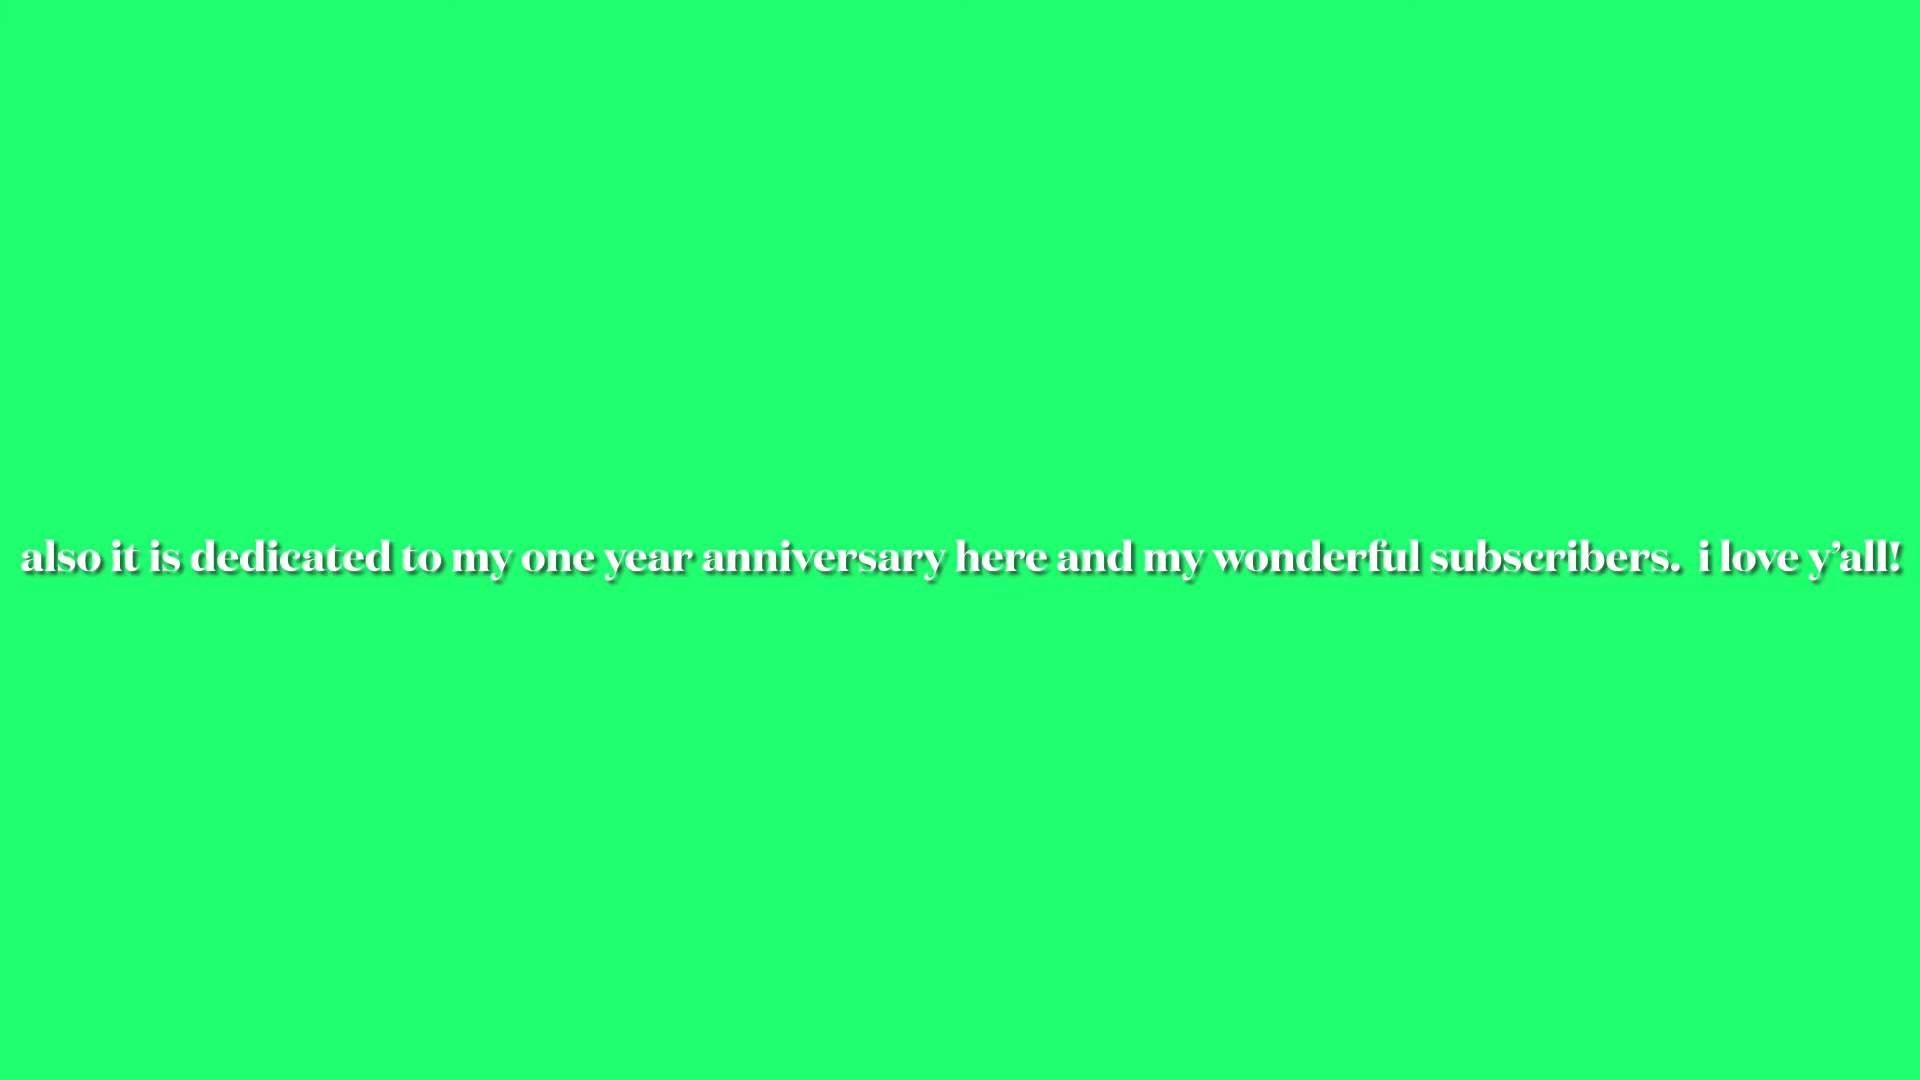 also it is dedicated to my one year anniversary here and my wonderful subscribers.  i love y’all!